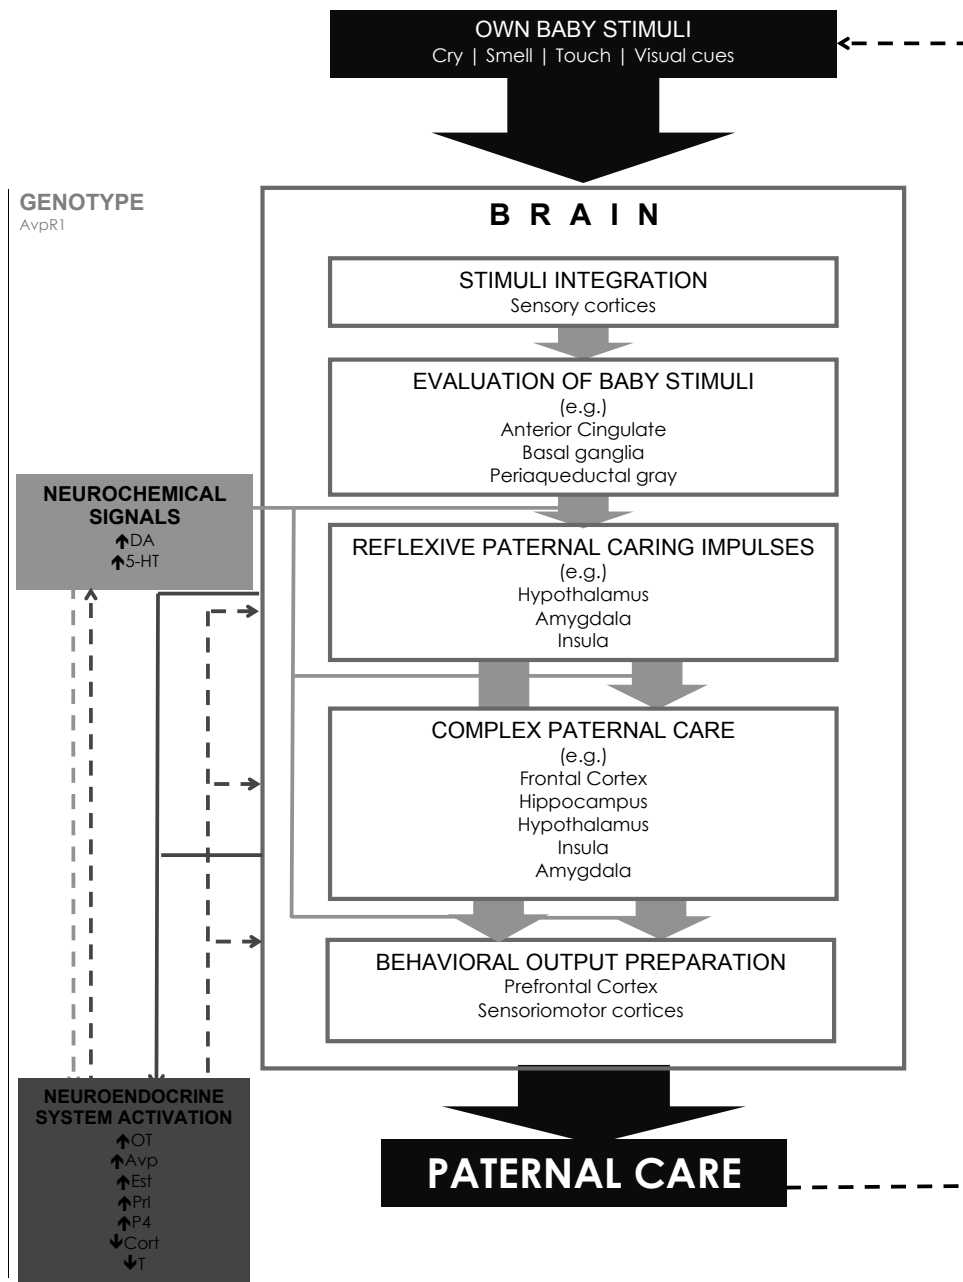 OWN BABY STIMULI
Cry | Smell | Touch | Visual cues
GENOTYPE
AvpR1
B R A I N
STIMULI INTEGRATION
Sensory cortices
EVALUATION OF BABY STIMULI
(e.g.)
Anterior Cingulate
Basal ganglia
Periaqueductal gray
NEUROCHEMICAL
SIGNALS
↑DA
↑5-HT
REFLEXIVE PATERNAL CARING IMPULSES
(e.g.)
Hypothalamus
Amygdala
Insula
COMPLEX PATERNAL CARE
(e.g.)
Frontal Cortex
Hippocampus
Hypothalamus
Insula
Amygdala
BEHAVIORAL OUTPUT PREPARATION
Prefrontal Cortex
Sensoriomotor cortices
NEUROENDOCRINE
SYSTEM ACTIVATION
↑OT
↑Avp
↑Est
↑Prl
↑P4
↓Cort
↓T
PATERNAL CARE